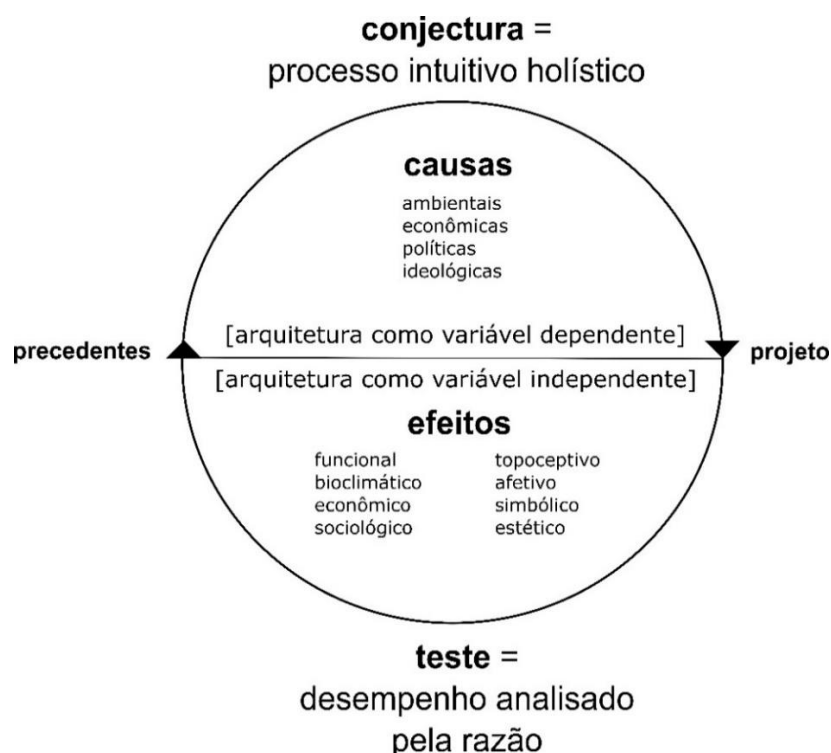 conjectura =
processo intuitivo holístico
causas
ambientais
econômicas
políticas
ideológicas
[arquitetura como variável dependente]
precedentes
projeto
[arquitetura como variável independente]
efeitos
funcional
bioclimático
econômico
sociológico
topoceptivo
afetivo
simbólico
estético
teste =
desempenho analisado
pela razão